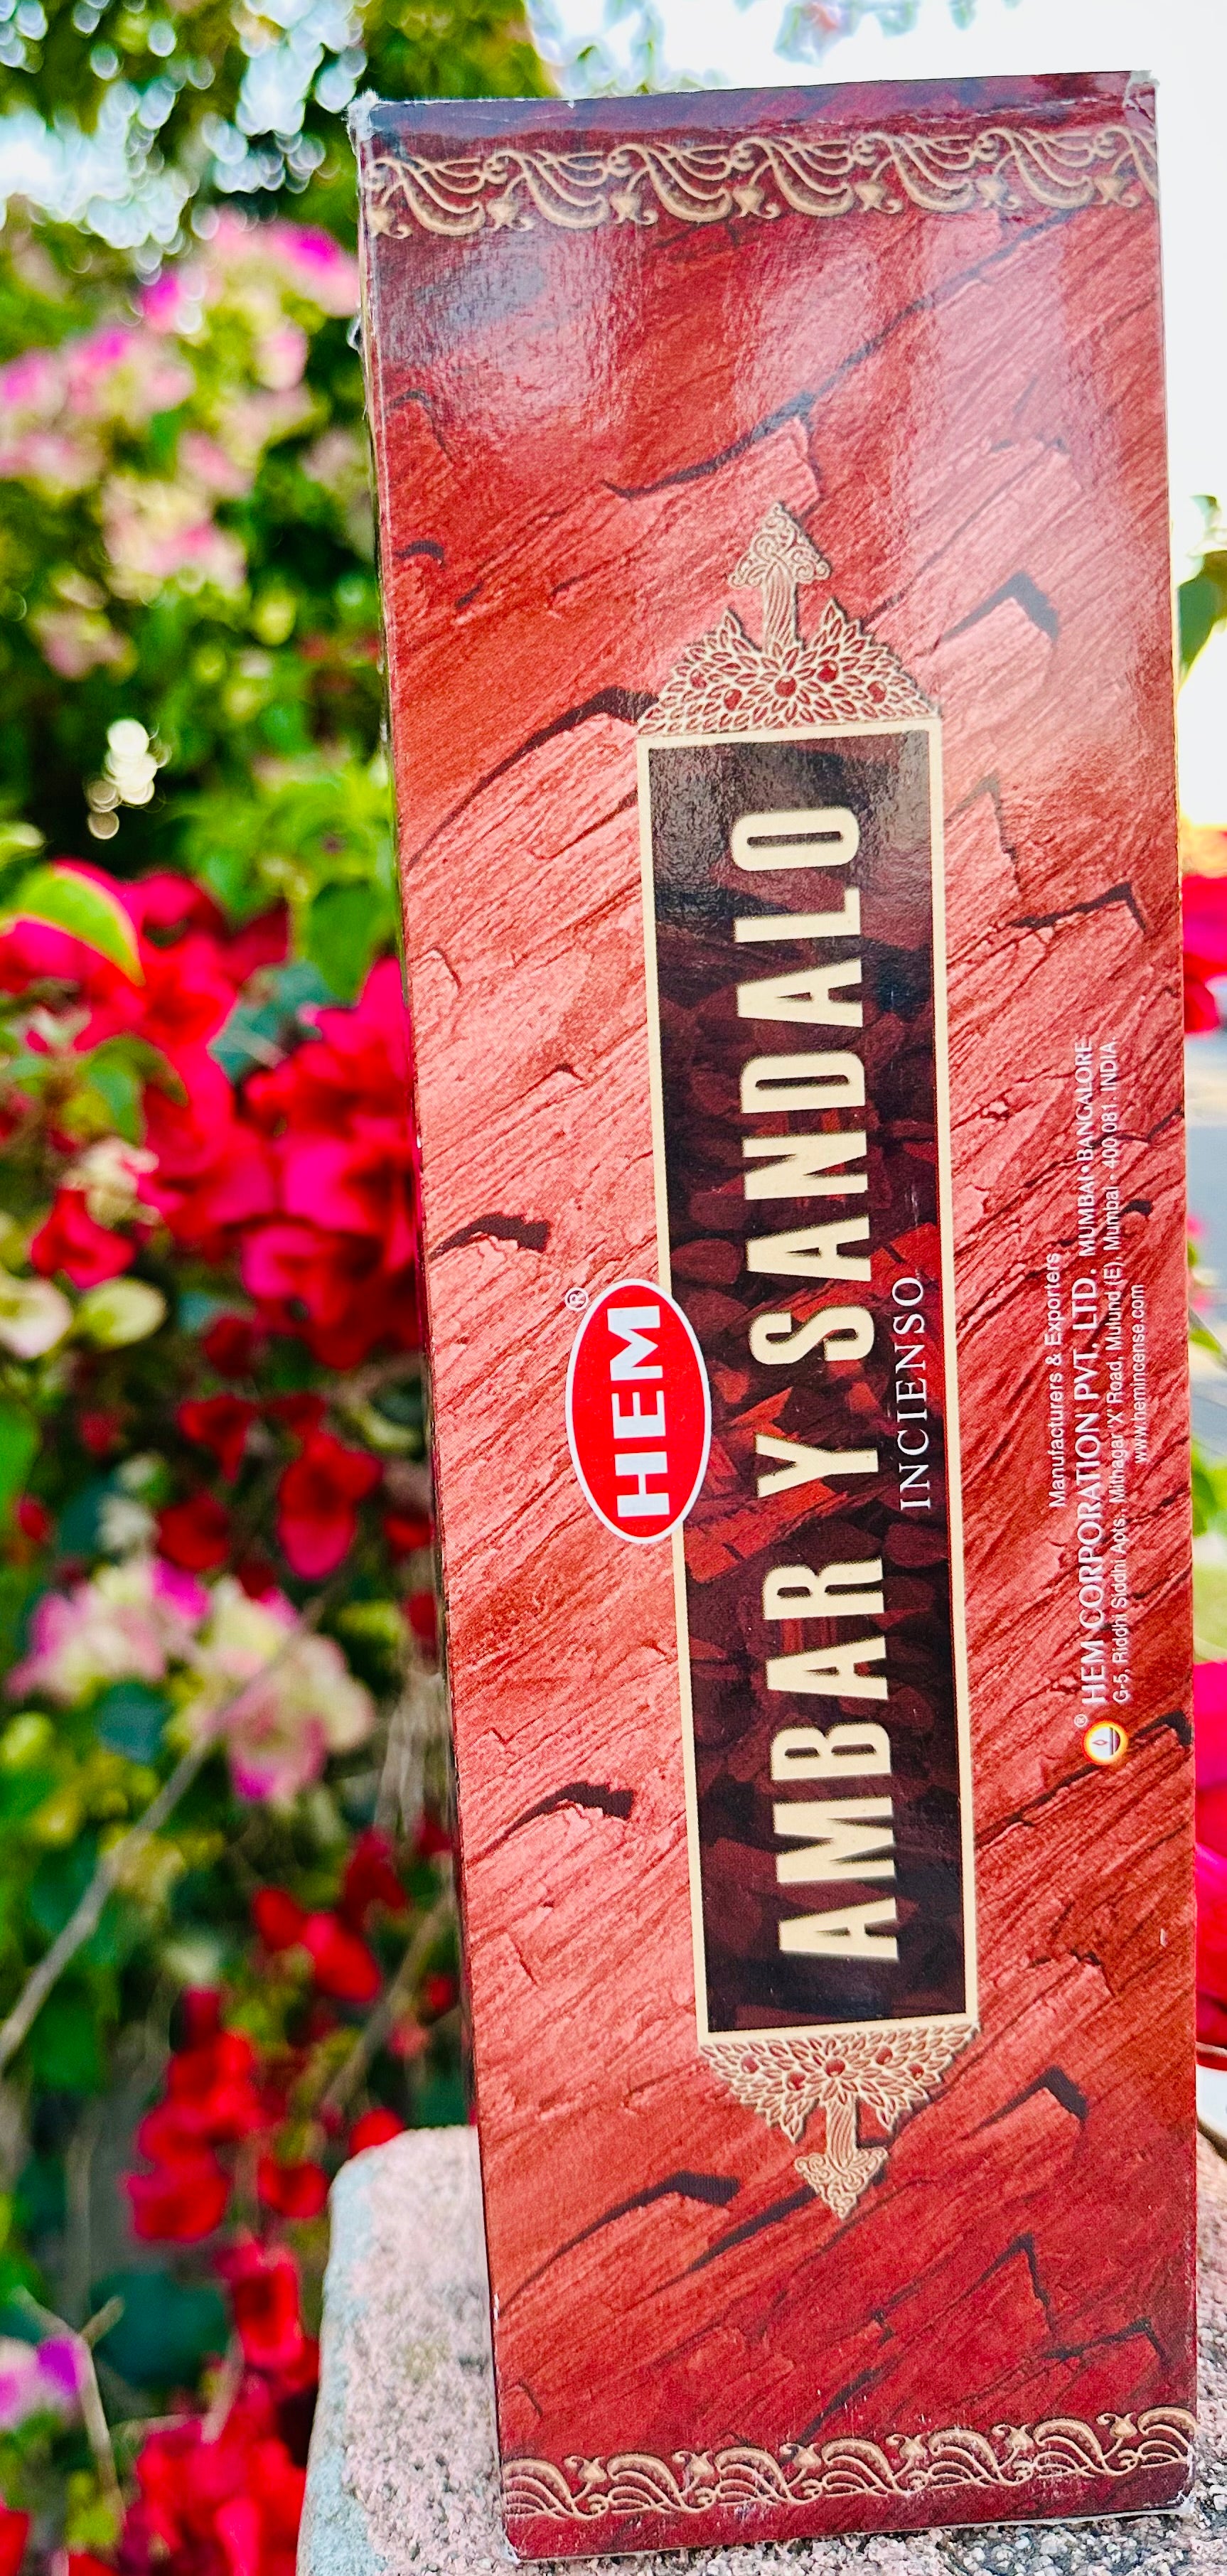 HEM®
AMBAR Y SANDALO
INCIENSO
Manufacturers & Exporters
® HEM CORPORATION PVT. LTD. MUMBAI•BANGALORE
G-5, Riddhi Siddhi Apts. Mithagar 'X' Road, Mulund (E), Mumbai - 400 081. INDIA.
www.hemincense.com